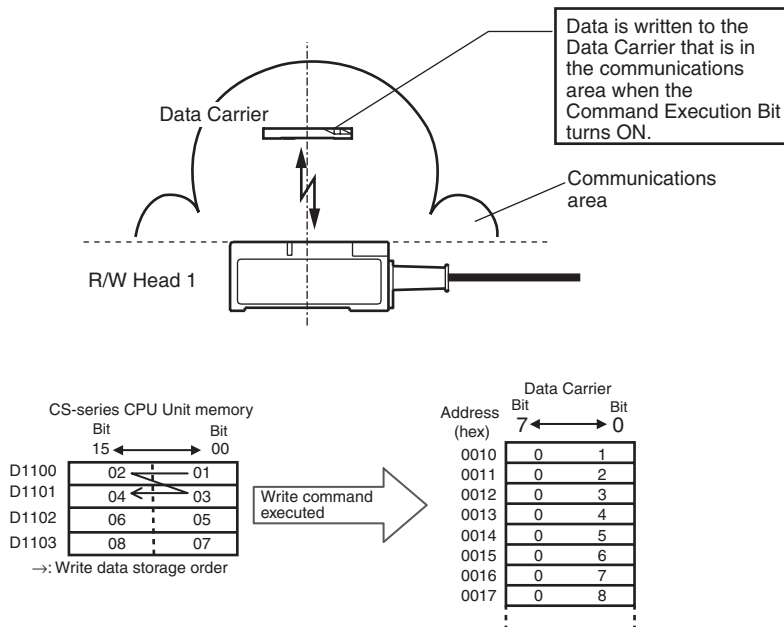 Data is written to the
Data Carrier that is in
the communications
area when the
Command Execution Bit
turns ON.
Data Carrier
Communications
area
R/W Head 1
CS-series CPU Unit memory
Bit Bit
15 00
D1100 02 01
D1101 04 03
D1102 06 05
D1103 08 07
→: Write data storage order
Write command
executed
Data Carrier
Address Bit Bit
(hex) 7 0
0010 0 1
0011 0 2
0012 0 3
0013 0 4
0014 0 5
0015 0 6
0016 0 7
0017 0 8